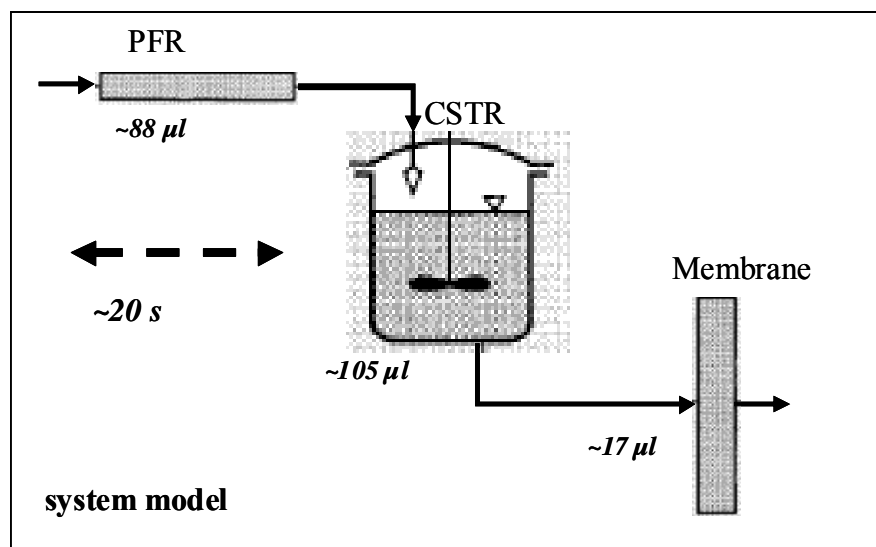 PFR
~88 µl
CSTR
~20 s
Membrane
~105 µl
~17 µl
system model